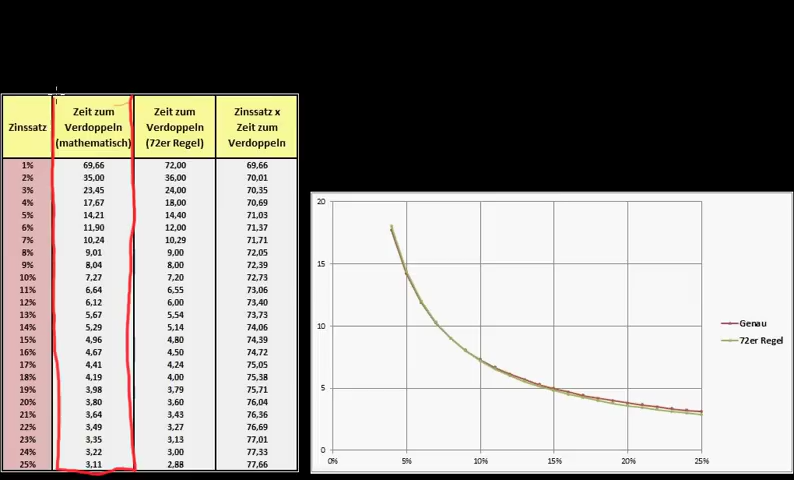 Zinssatz
Zeit zum
Verdoppeln
(mathematisch)
Zeit zum
Verdoppeln
(72er Regel)
Zinssatz x
Zeit zum
Verdoppeln
1% 69,66 72,00 69,66
2% 35,00 36,00 70,01
3% 23,45 24,00 70,35
4% 17,67 18,00 70,69
5% 14,21 14,40 71,03
6% 11,90 12,00 71,37
7% 10,24 10,29 71,71
8% 9,01 9,00 72,05
9% 8,04 8,00 72,39
10% 7,27 7,20 72,73
11% 6,64 6,55 73,06
12% 6,12 6,00 73,40
13% 5,67 5,54 73,73
14% 5,29 5,14 74,06
15% 4,96 4,80 74,39
16% 4,67 4,50 74,72
17% 4,41 4,24 75,05
18% 4,19 4,00 75,38
19% 3,98 3,79 75,71
20% 3,80 3,60 76,04
21% 3,64 3,43 76,36
22% 3,49 3,27 76,69
23% 3,35 3,13 77,01
24% 3,22 3,00 77,33
25% 3,11 2,88 77,66
20
15
10
5
0
0% 5% 10% 15% 20% 25%
Genau
72er Regel